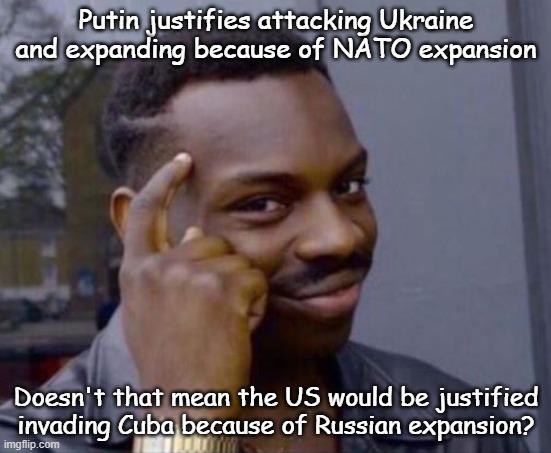 Putin justifies attacking Ukraine
and expanding because of NATO expansion
Doesn't that mean the US would be justified
invading Cuba because of Russian expansion?
imgflip.com